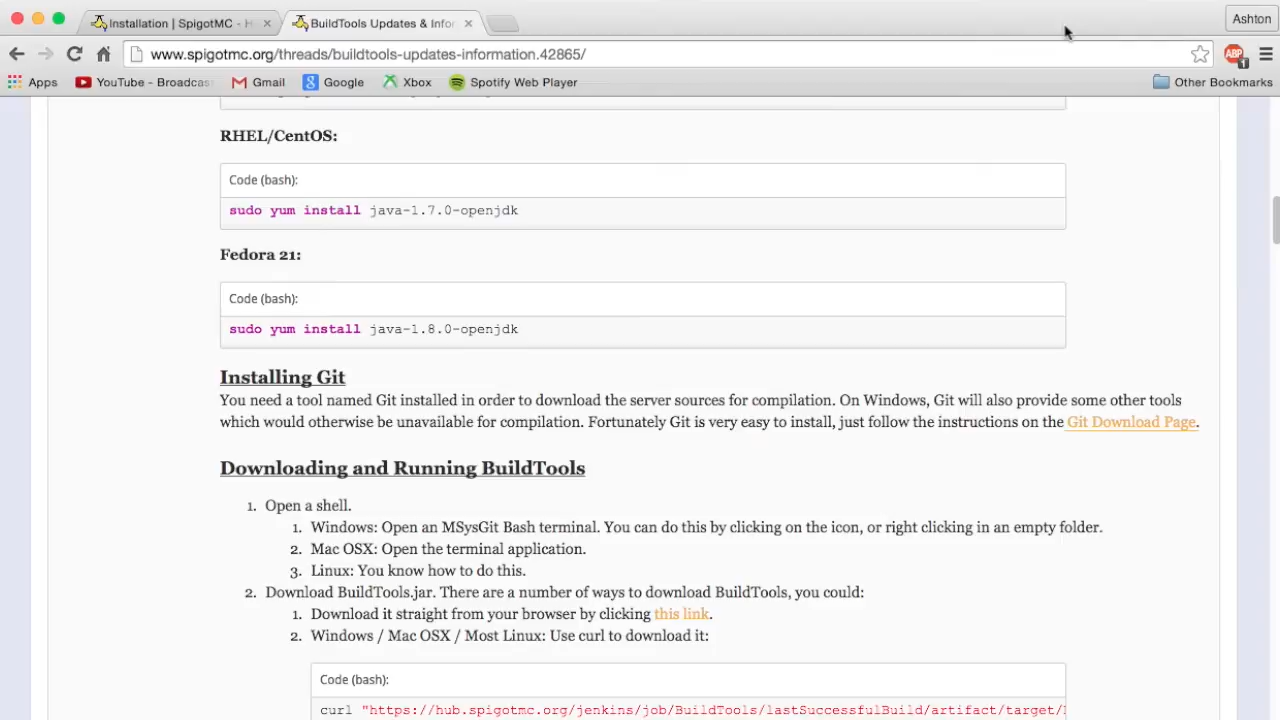 Installation | SpigotMC - H
BuildTools Updates & Infor
Ashton
www.spigotmc.org/threads/buildtools-updates-information.42865/
ABP
1
Apps
YouTube - Broadcas
Gmail
8
Google
Xbox
Spotify Web Player
Other Bookmarks
RHEL/CentOS:
Code (bash):
sudo yum install java-1.7.0-openjdk
Fedora 21:
Code (bash):
sudo yum install java-1.8.0-openjdk
Installing Git
You need a tool named Git installed in order to download the server sources for compilation. On Windows, Git will also provide some other tools
which would otherwise be unavailable for compilation. Fortunately Git is very easy to install, just follow the instructions on the Git Download Page.
Downloading and Running BuildTools
1. Open a shell.
1. Windows: Open an MSysGit Bash terminal. You can do this by clicking on the icon, or right clicking in an empty folder.
2. Mac OSX: Open the terminal application.
3. Linux: You know how to do this.
2. Download BuildTools.jar. There are a number of ways to download BuildTools, you could:
1. Download it straight from your browser by clicking this link.
2. Windows / Mac OSX / Most Linux: Use curl to download it:
Code (bash):
curl "https://hub.spigotmc.org/jenkins/job/BuildTools/lastSuccessfulBuild/artifact/target/